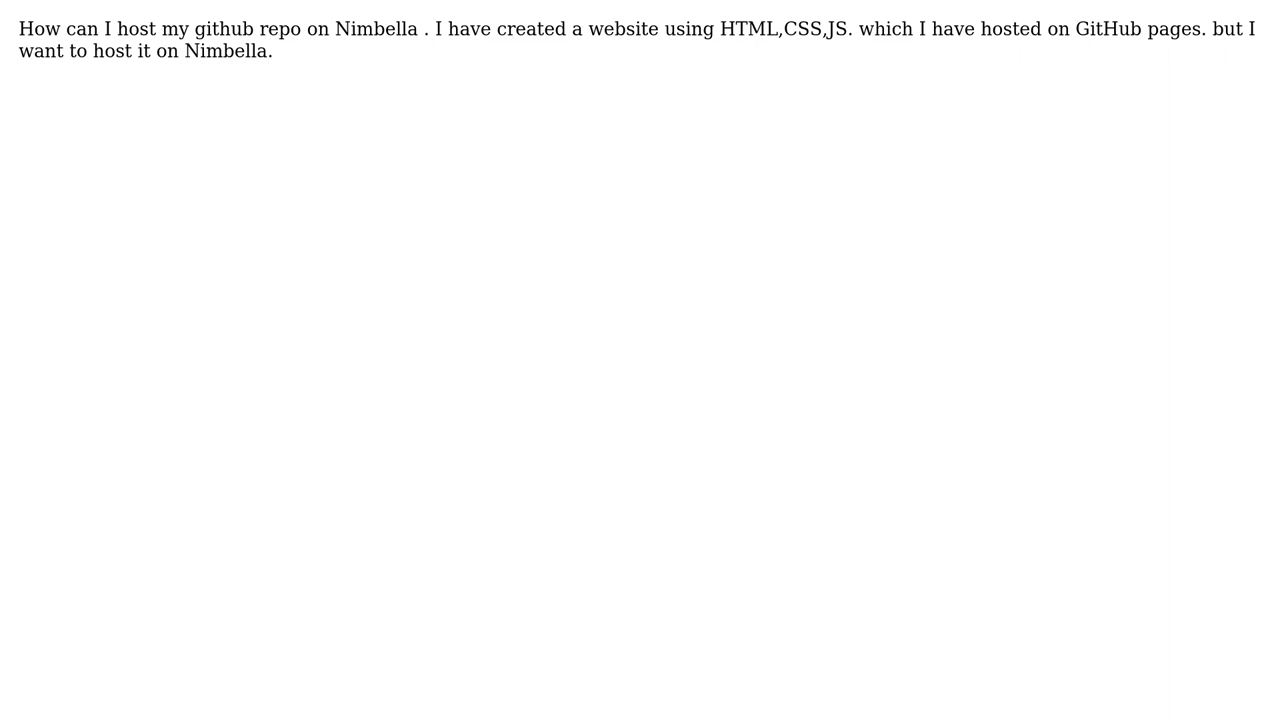 How can I host my github repo on Nimbella . I have created a website using HTML,CSS,JS. which I have hosted on GitHub pages. but I
want to host it on Nimbella.